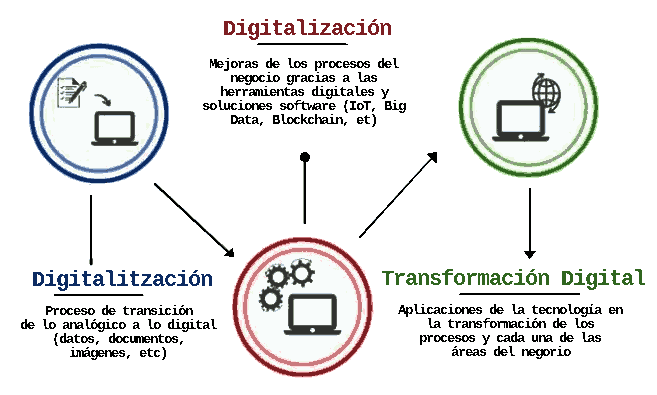 Digitalización
Mejoras de los procesos del
negocio gracias a las
herramientas digitales y
soluciones software (IoT, Big
Data, Blockchain, et)
Digitalitzación
Proceso de transición
de lo analógico a lo digital
(datos, documentos,
imágenes, etc)
Transformación Digital
Aplicaciones de la tecnología en
la transformación de los
procesos y cada una de las
áreas del negorio